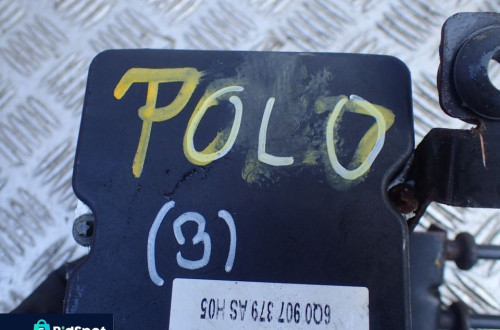 POLO
(3)
6Q0 907 379 AS H05
BidSpot